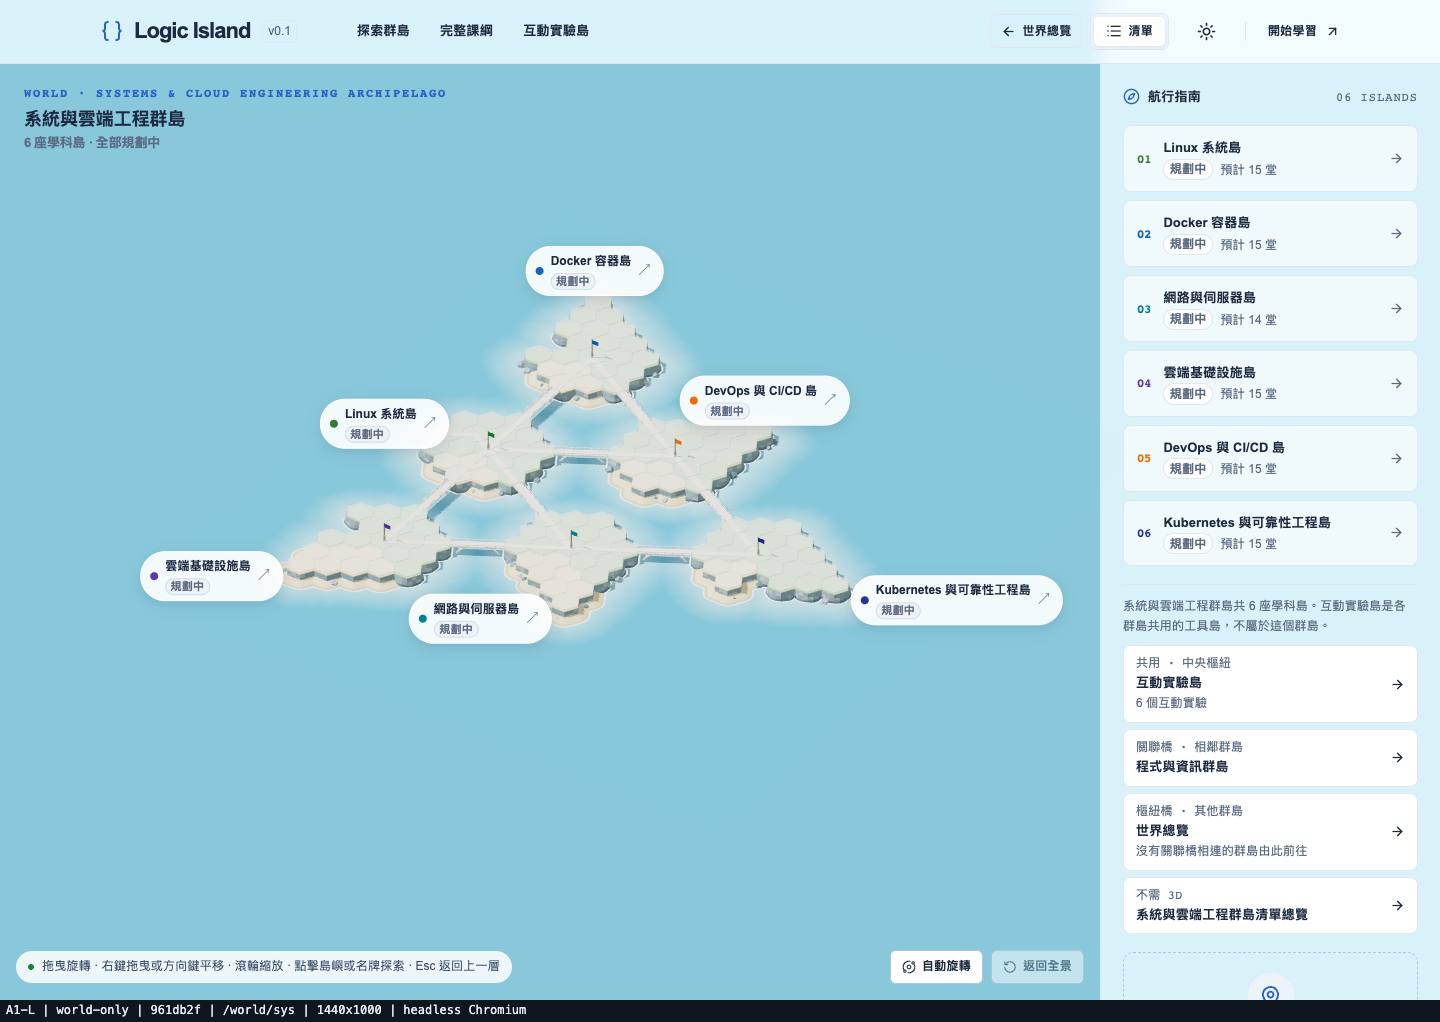 Logic Island v0.1 探索群島 完整課綱 互動實驗島 世界總覽 清單 開始學習
WORLD · SYSTEMS & CLOUD ENGINEERING ARCHIPELAGO
系統與雲端工程群島
6 座學科島 · 全部規劃中
Docker 容器島
規劃中
DevOps 與 CI/CD 島
規劃中
Linux 系統島
規劃中
雲端基礎設施島
規劃中
網路與伺服器島
規劃中
Kubernetes 與可靠性工程島
規劃中
拖曳旋轉 · 右鍵拖曳或方向鍵平移 · 滾輪縮放 · 點擊島嶼或名牌探索 · Esc 返回上一層
自動旋轉
返回全景
航行指南 06 ISLANDS
01 Linux 系統島
規劃中 預計 15 堂
02 Docker 容器島
規劃中 預計 15 堂
03 網路與伺服器島
規劃中 預計 14 堂
04 雲端基礎設施島
規劃中 預計 15 堂
05 DevOps 與 CI/CD 島
規劃中 預計 15 堂
06 Kubernetes 與可靠性工程島
規劃中 預計 15 堂
系統與雲端工程群島共 6 座學科島。互動實驗島是各
群島共用的工具島，不屬於這個群島。
共用 · 中央樞紐
互動實驗島
6 個互動實驗
關聯橋 · 相鄰群島
程式與資訊群島
樞紐橋 · 其他群島
世界總覽
沒有關聯橋相連的群島由此前往
不需 3D
系統與雲端工程群島清單總覽
A1-L | world-only | 961db2f | /world/sys | 1440x1000 | headless Chromium